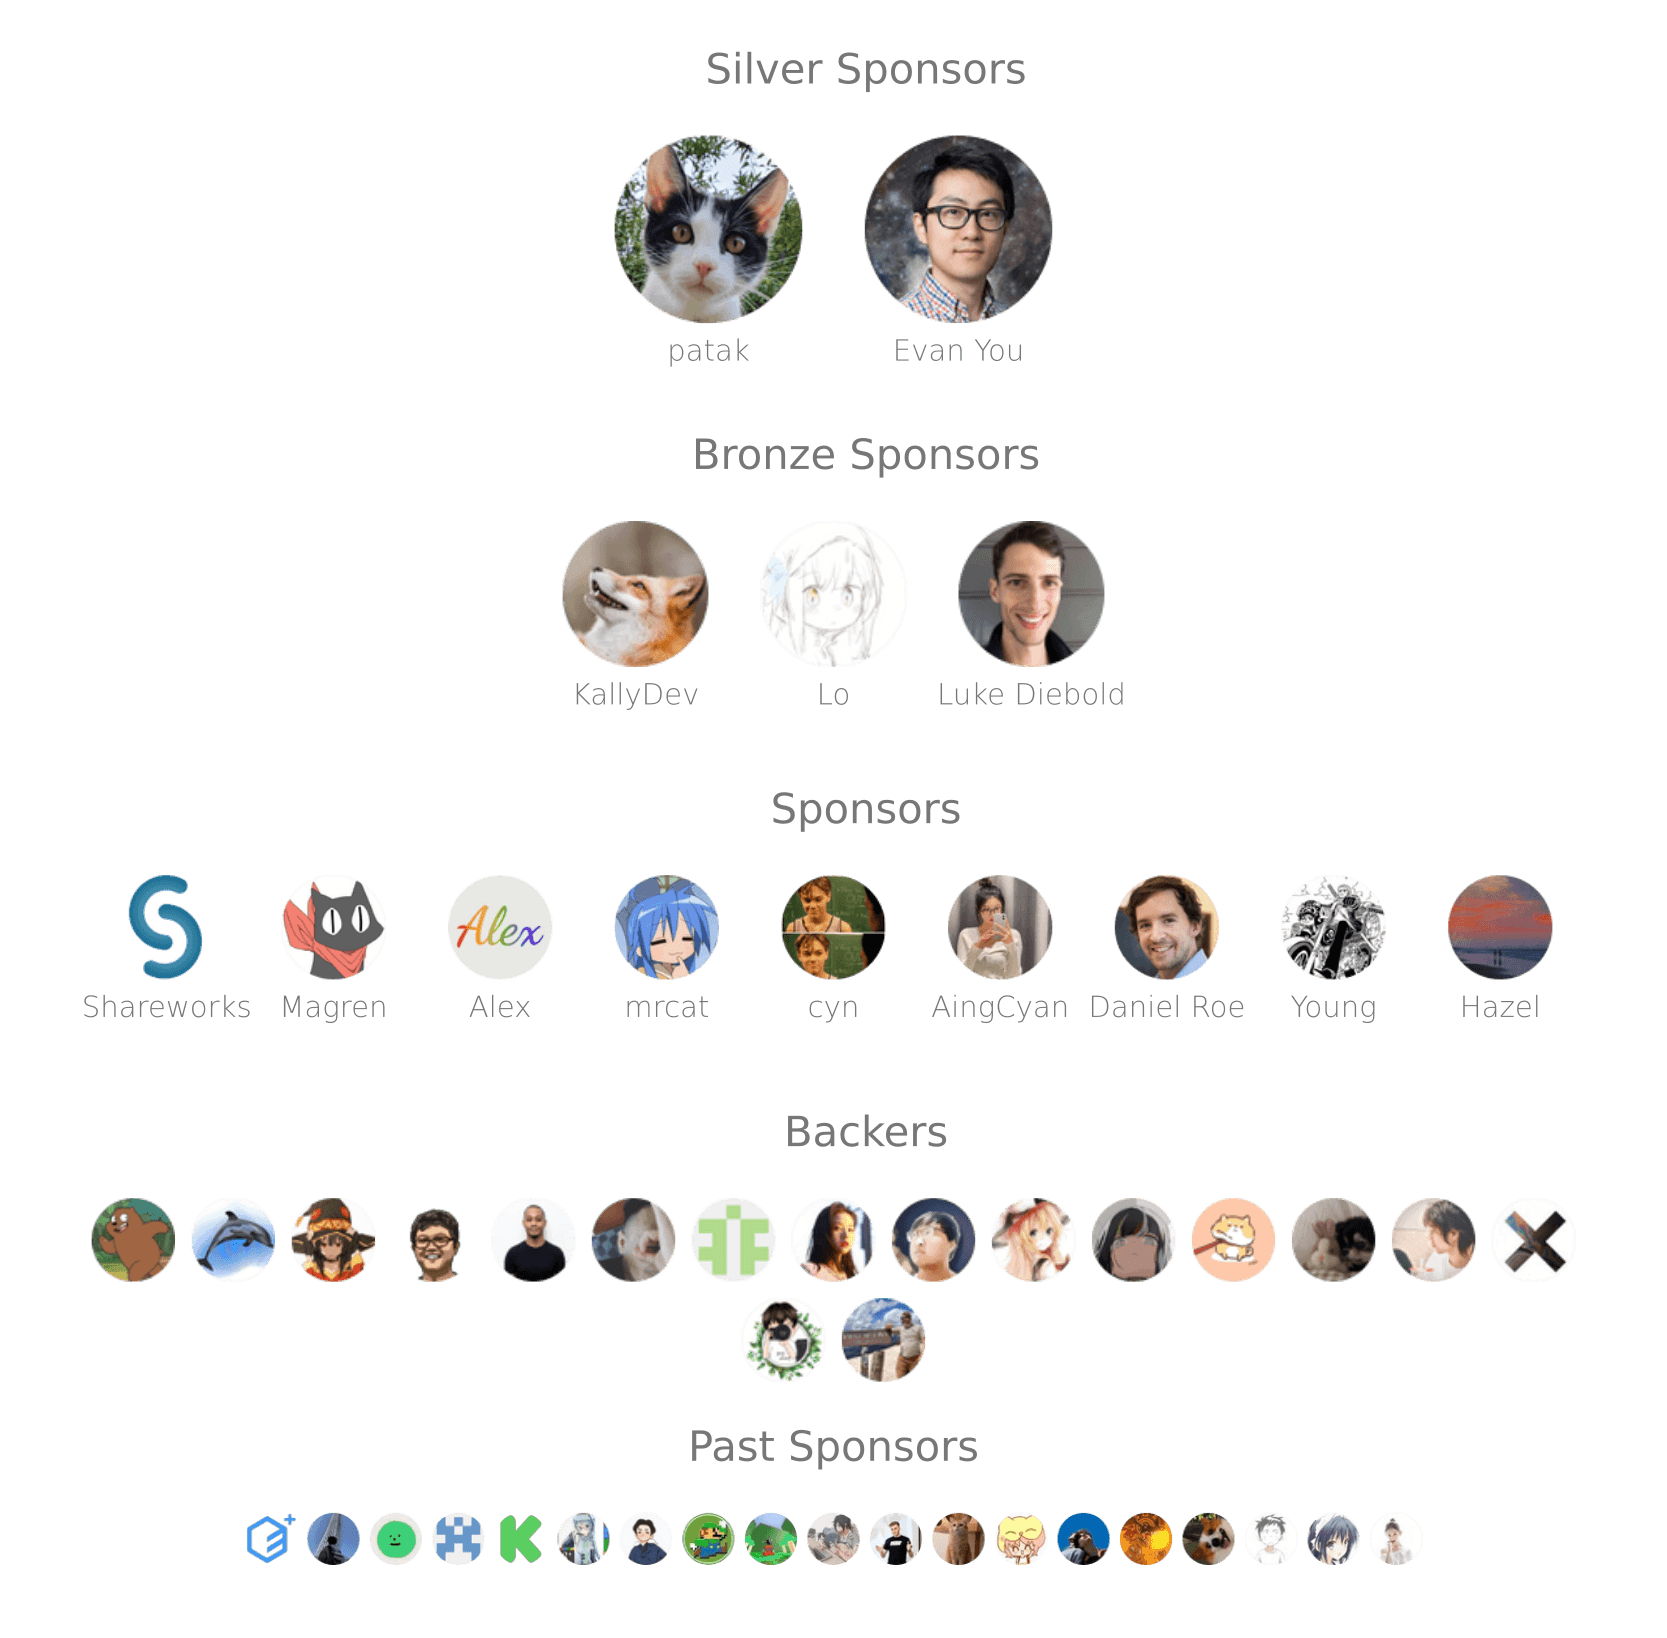 Silver Sponsors
patak Evan You
Bronze Sponsors
KallyDev Lo Luke Diebold
Sponsors
Alex
Shareworks Magren Alex mrcat cyn AingCyan Daniel Roe Young Hazel
Backers
Past Sponsors